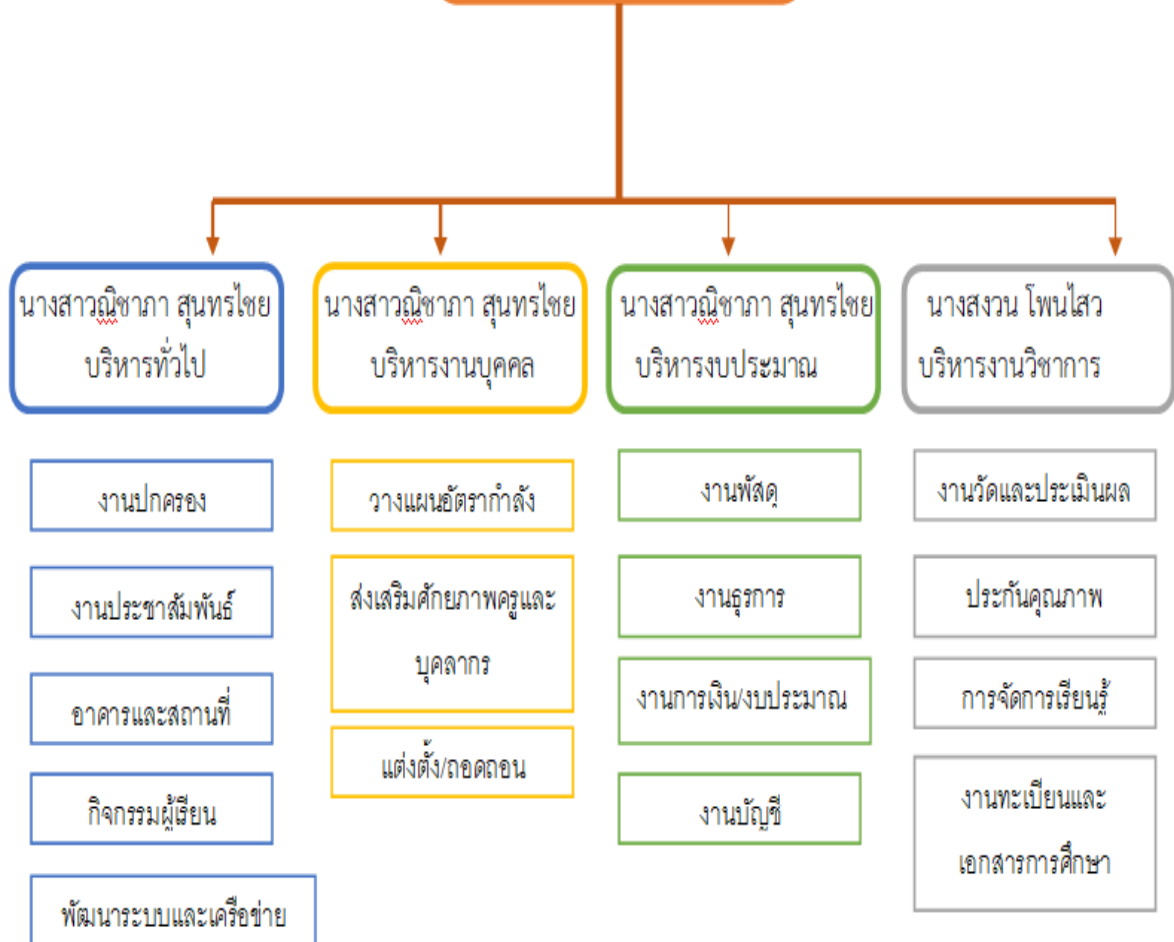 นางสาวณิชาภา สุนทรไชย
บริหารทั่วไป
งานปกครอง
งานประชาสัมพันธ์
อาคารและสถานที่
กิจกรรมผู้เรียน
พัฒนาระบบและเครือข่าย
นางสาวณิชาภา สุนทรไชย
บริหารงานบุคคล
วางแผนอัตรากำลัง
ส่งเสริมศักยภาพครูและ
บุคลากร
แต่งตั้ง/ถอดถอน
นางสาวณิชาภา สุนทรไชย
บริหารงบประมาณ
งานพัสดุ
งานธุรการ
งานการเงิน/งบประมาณ
งานบัญชี
นางสงวน โพนไสว
บริหารงานวิชาการ
งานวัดและประเมินผล
ประกันคุณภาพ
การจัดการเรียนรู้
งานทะเบียนและ
เอกสารการศึกษา